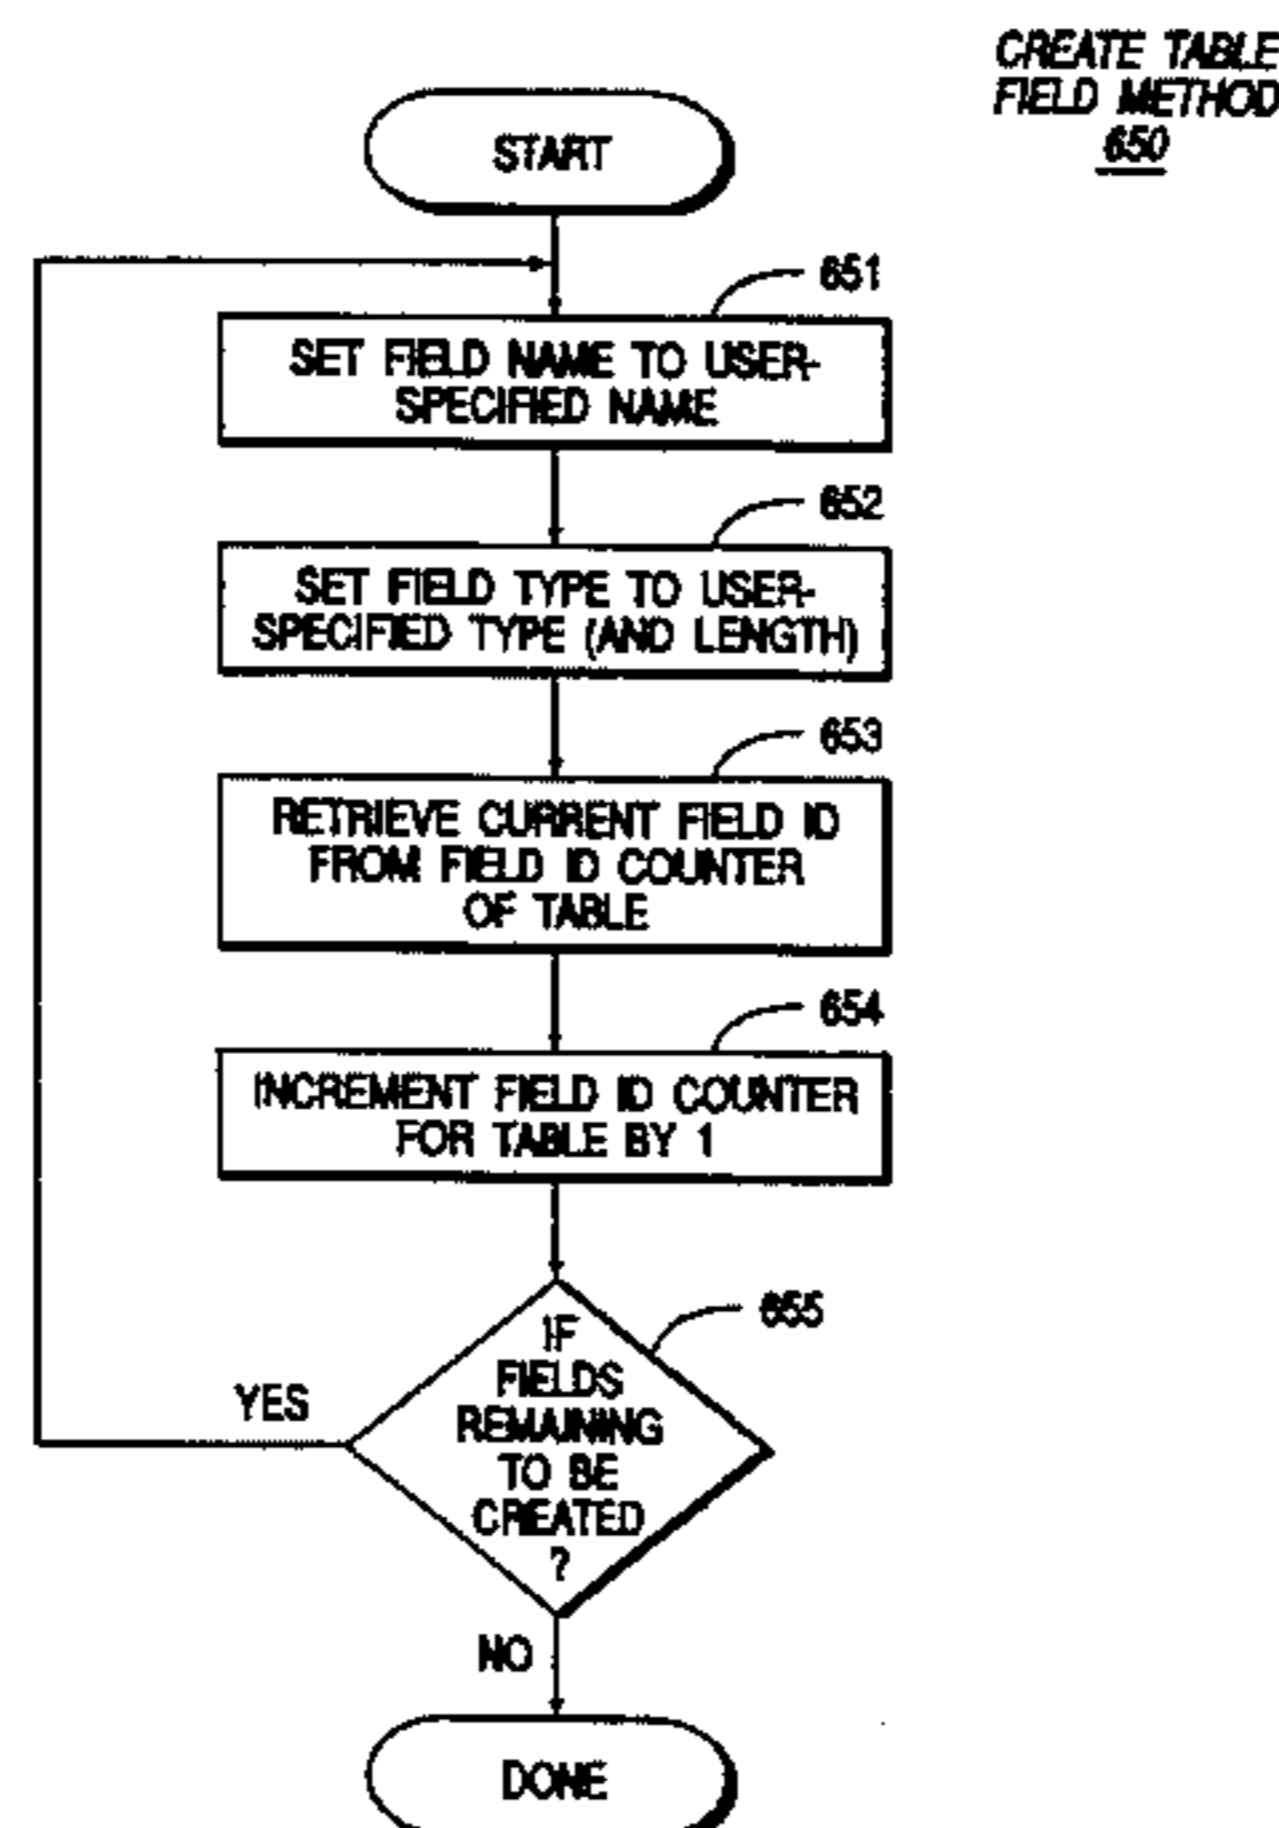 CREATE TABLE
FIELD METHOD
650
START
651
SET FIELD NAME TO USER-
SPECIFIED NAME
652
SET FIELD TYPE TO USER-
SPECIFIED TYPE (AND LENGTH)
653
RETRIEVE CURRENT FIELD ID
FROM FIELD ID COUNTER
OF TABLE
654
INCREMENT FIELD ID COUNTER
FOR TABLE BY 1
655
IF
FIELDS
REMAINING
TO BE
CREATED
?
YES
NO
DONE